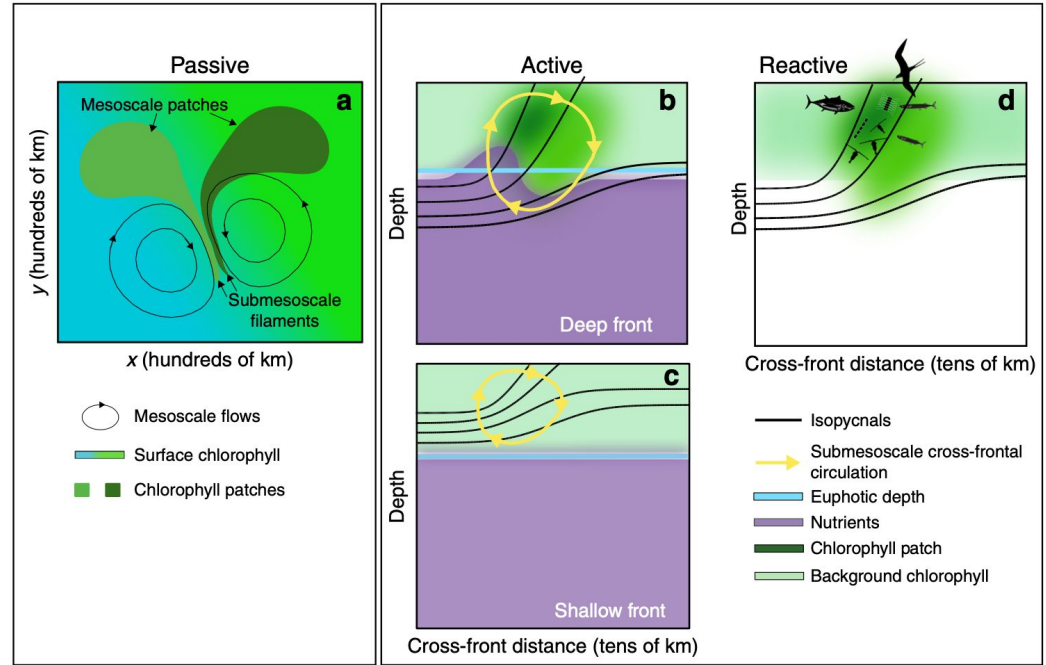 Passive
a
Mesoscale patches
Submesoscale
filaments
y (hundreds of km)
x (hundreds of km)
Mesoscale flows
Surface chlorophyll
Chlorophyll patches
Active
b
Depth
Deep front
c
Depth
Shallow front
Cross-front distance (tens of km)
Reactive
d
Depth
Cross-front distance (tens of km)
Isopycnals
Submesoscale cross-frontal
circulation
Euphotic depth
Nutrients
Chlorophyll patch
Background chlorophyll